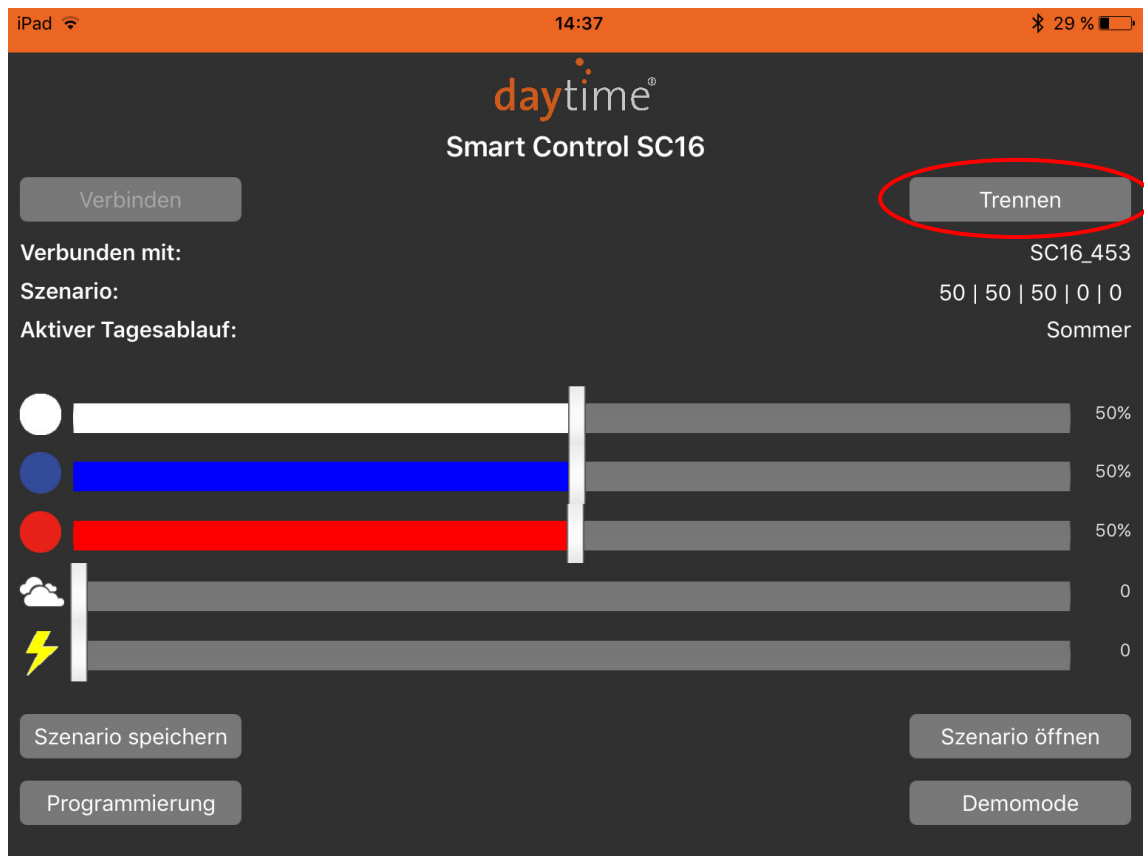 iPad 14:37 29 %
daytime®
Smart Control SC16
Verbinden Trennen
Verbunden mit: SC16_453
Szenario: 50 | 50 | 50 | 0 | 0
Aktiver Tagesablauf: Sommer
50%
50%
50%
0
0
Szenario speichern Szenario öffnen
Programmierung Demomode